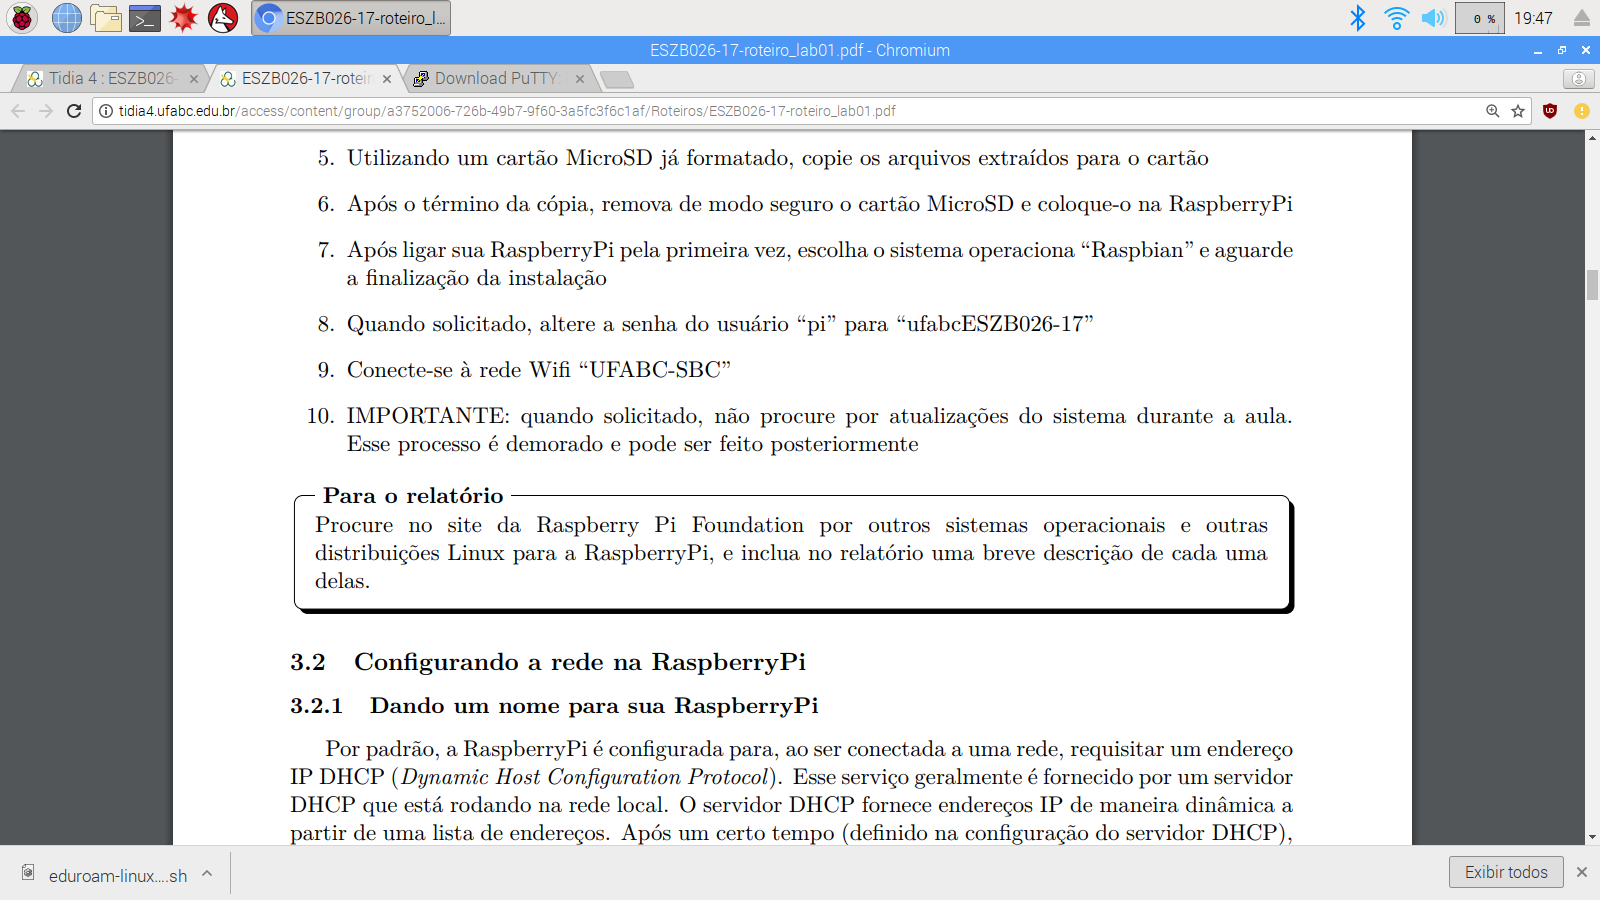 ESZB026-17-roteiro_l...
0 %
19:47
ESZB026-17-roteiro_lab01.pdf - Chromium
Tidia 4 : ESZB026-
ESZB026-17-roteir
Download PuTTY:
tidia4.ufabc.edu.br/access/content/group/a3752006-726b-49b7-9f60-3a5fc3f6c1af/Roteiros/ESZB026-17-roteiro_lab01.pdf
5. Utilizando um cartão MicroSD já formatado, copie os arquivos extraídos para o cartão
6. Após o término da cópia, remova de modo seguro o cartão MicroSD e coloque-o na RaspberryPi
7. Após ligar sua RaspberryPi pela primeira vez, escolha o sistema operaciona “Raspbian” e aguarde
a finalização da instalação
8. Quando solicitado, altere a senha do usuário “pi” para “ufabcESZB026-17”
9. Conecte-se à rede Wifi “UFABC-SBC”
10. IMPORTANTE: quando solicitado, não procure por atualizações do sistema durante a aula.
Esse processo é demorado e pode ser feito posteriormente
Para o relatório
Procure no site da Raspberry Pi Foundation por outros sistemas operacionais e outras
distribuições Linux para a RaspberryPi, e inclua no relatório uma breve descrição de cada uma
delas.
3.2 Configurando a rede na RaspberryPi
3.2.1 Dando um nome para sua RaspberryPi
Por padrão, a RaspberryPi é configurada para, ao ser conectada a uma rede, requisitar um endereço
IP DHCP (Dynamic Host Configuration Protocol). Esse serviço geralmente é fornecido por um servidor
DHCP que está rodando na rede local. O servidor DHCP fornece endereços IP de maneira dinâmica a
partir de uma lista de endereços. Após um certo tempo (definido na configuração do servidor DHCP),
eduroam-linux....sh
Exibir todos